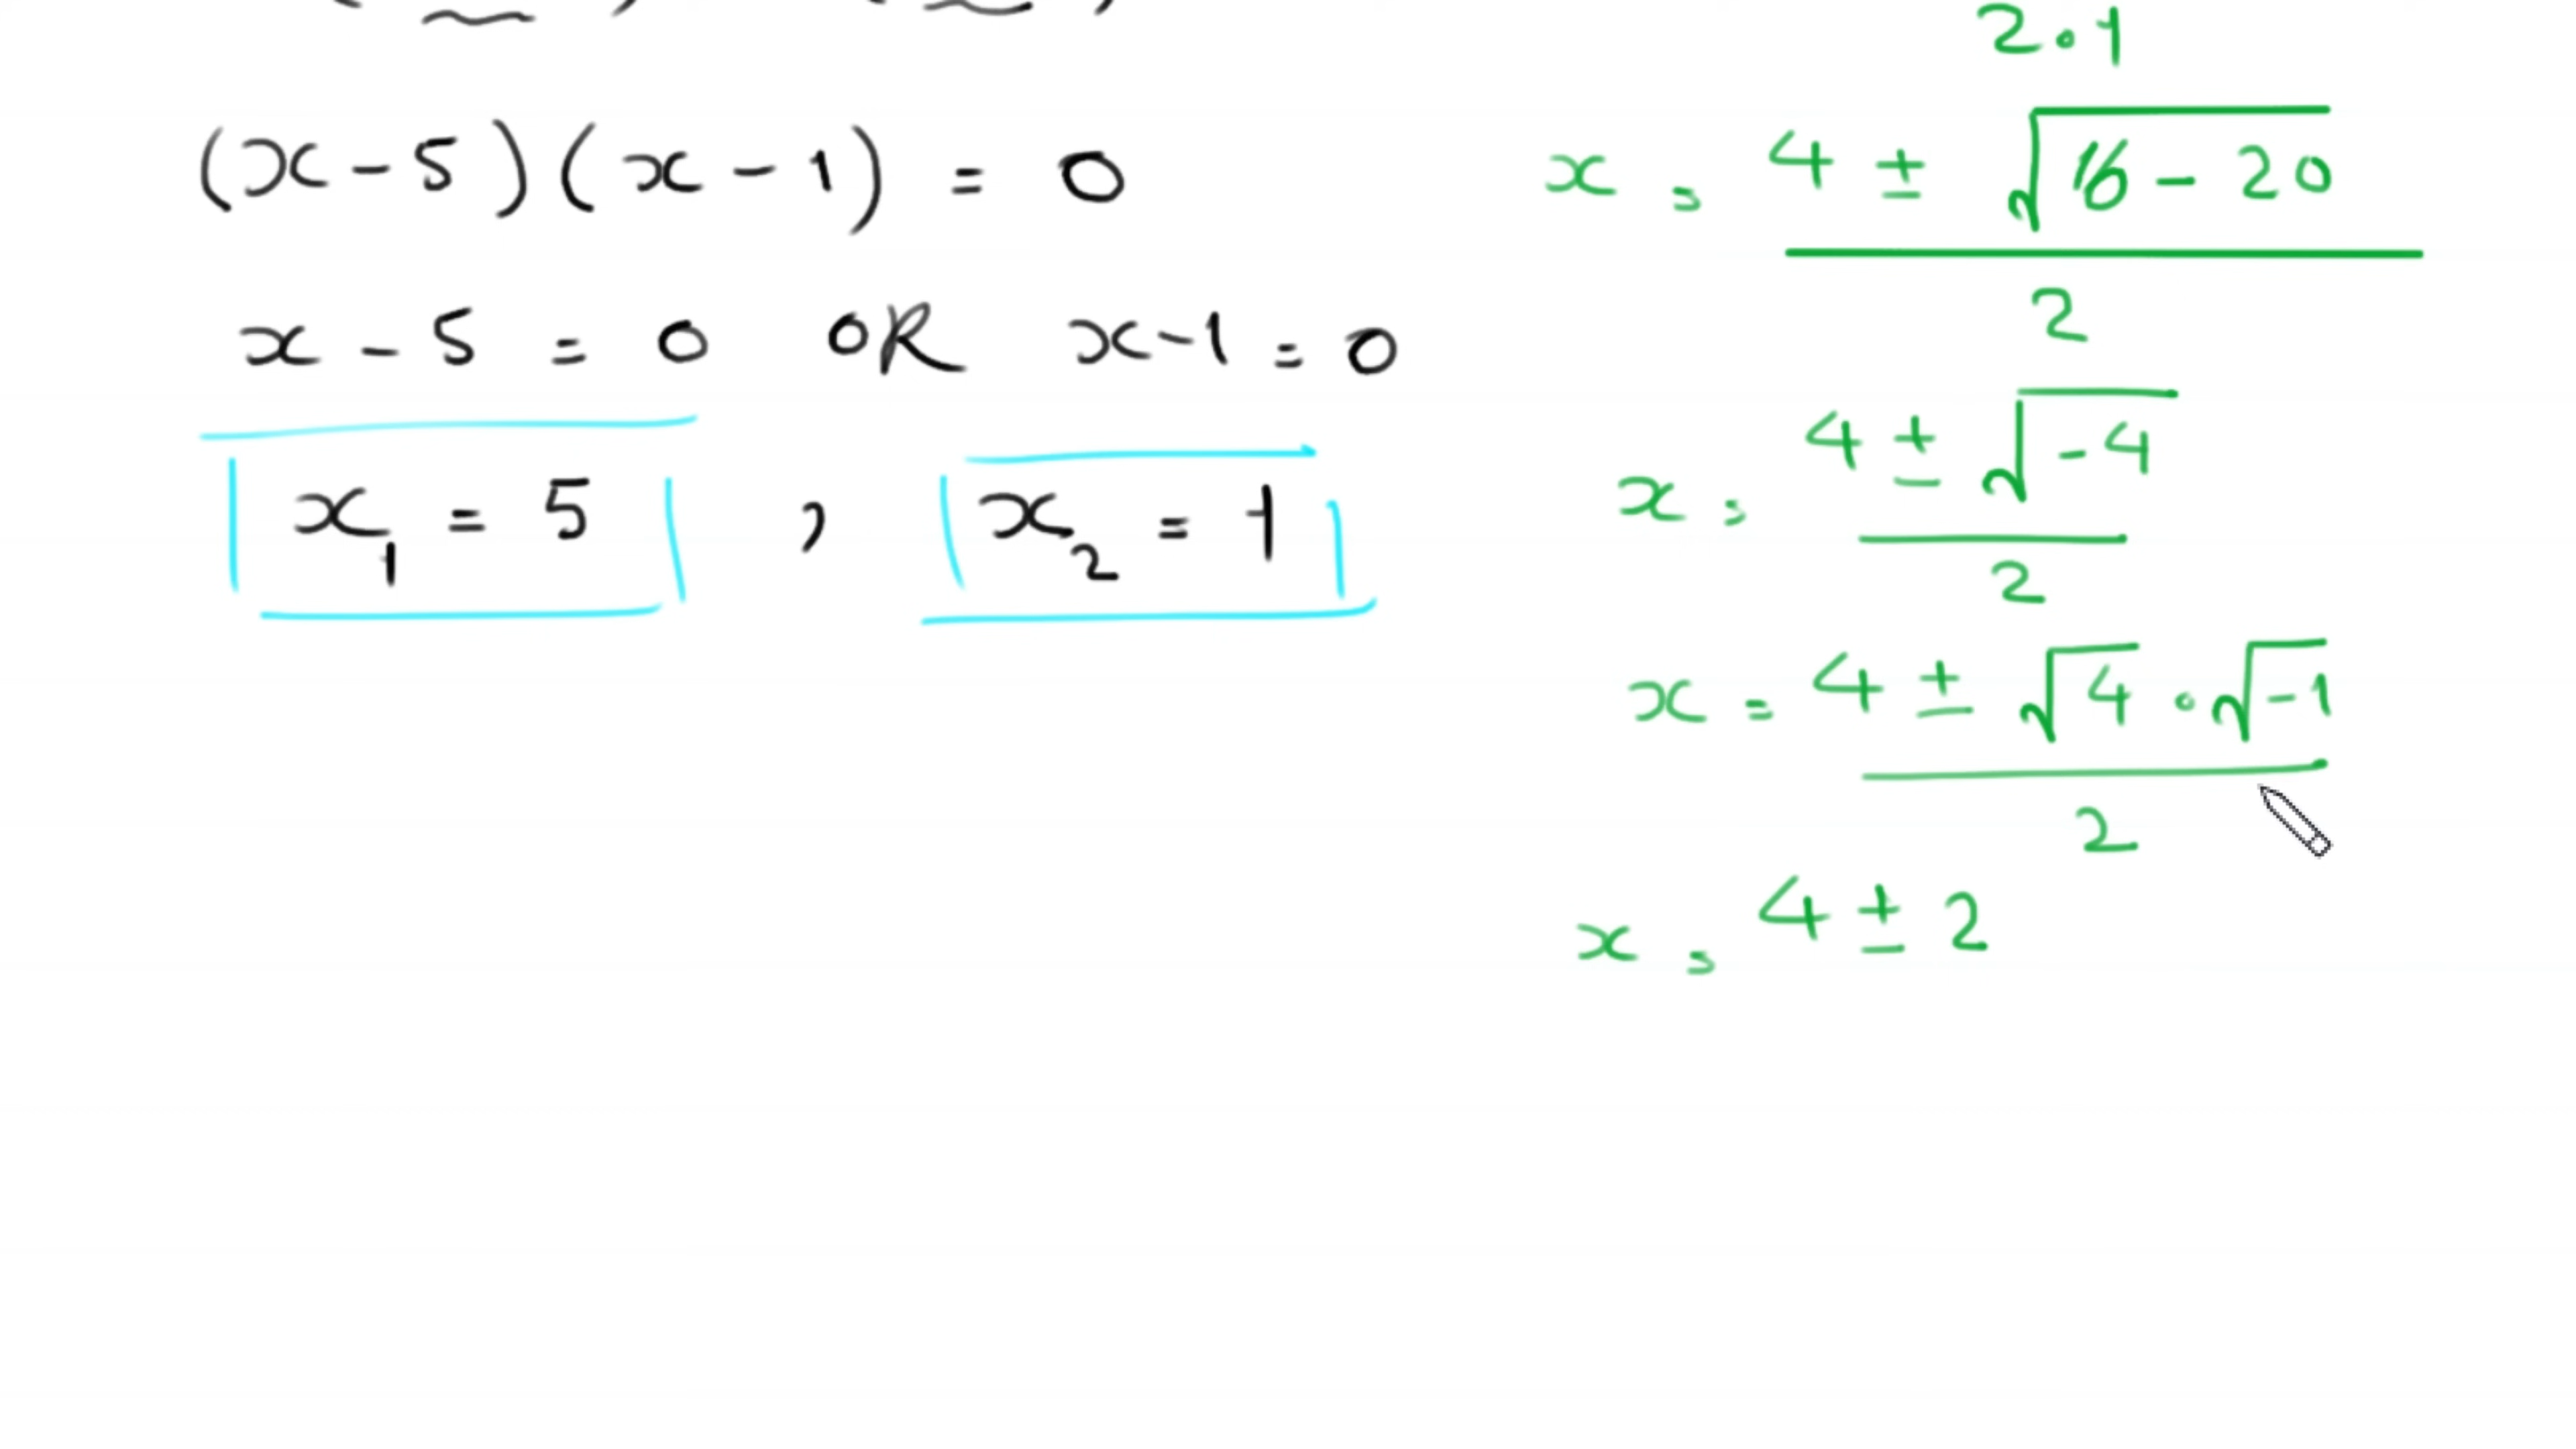 (x - 5)(x - 1) = 0
x - 5 = 0 OR x - 1 = 0
x₁ = 5 , x₂ = 1
2·1
x = 4 ± √16 - 20
2
x = 4 ± √-4
2
x = 4 ± √4 · √-1
2
x = 4 ± 2